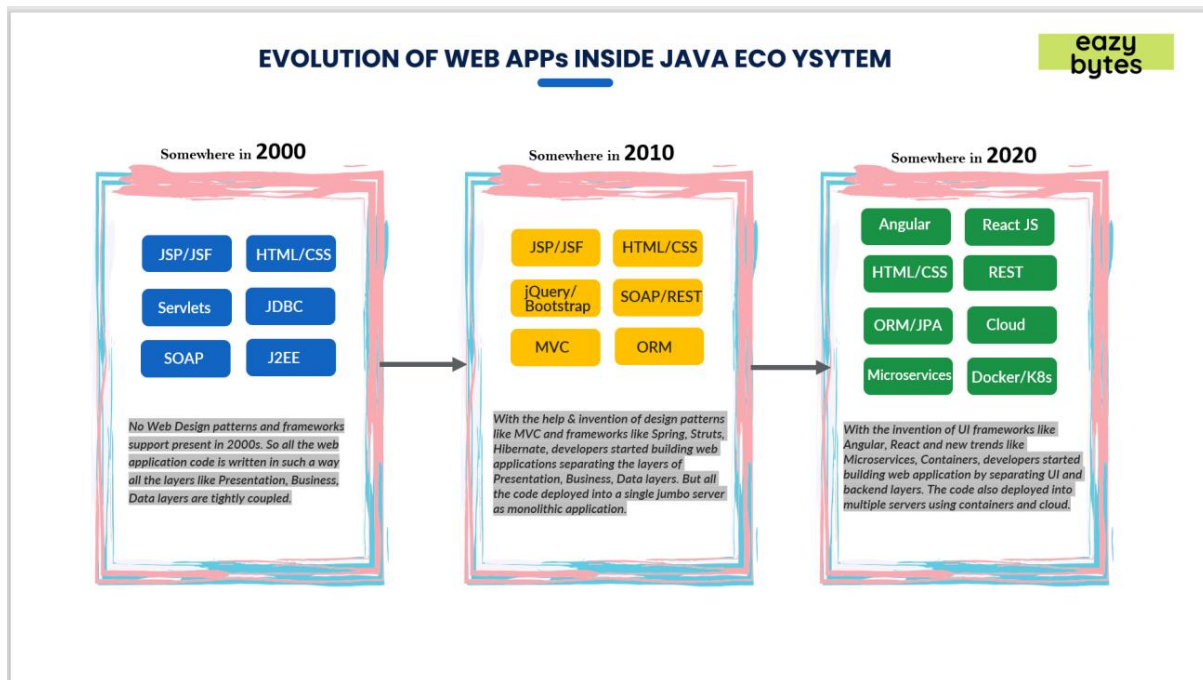 EVOLUTION OF WEB APPs INSIDE JAVA ECO YSYTEM
eazy
bytes
Somewhere in 2000
JSP/JSF
HTML/CSS
Servlets
JDBC
SOAP
J2EE
No Web Design patterns and frameworks
support present in 2000s. So all the web
application code is written in such a way
all the layers like Presentation, Business,
Data layers are tightly coupled.
Somewhere in 2010
JSP/JSF
HTML/CSS
jQuery/
Bootstrap
SOAP/REST
MVC
ORM
With the help & invention of design patterns
like MVC and frameworks like Spring, Struts,
Hibernate, developers started building web
applications separating the layers of
Presentation, Business, Data layers. But all
the code deployed into a single jumbo server
as monolithic application.
Somewhere in 2020
Angular
React JS
HTML/CSS
REST
ORM/JPA
Cloud
Microservices
Docker/K8s
With the invention of UI frameworks like
Angular, React and new trends like
Microservices, Containers, developers started
building web application by separating UI and
backend layers. The code also deployed into
multiple servers using containers and cloud.